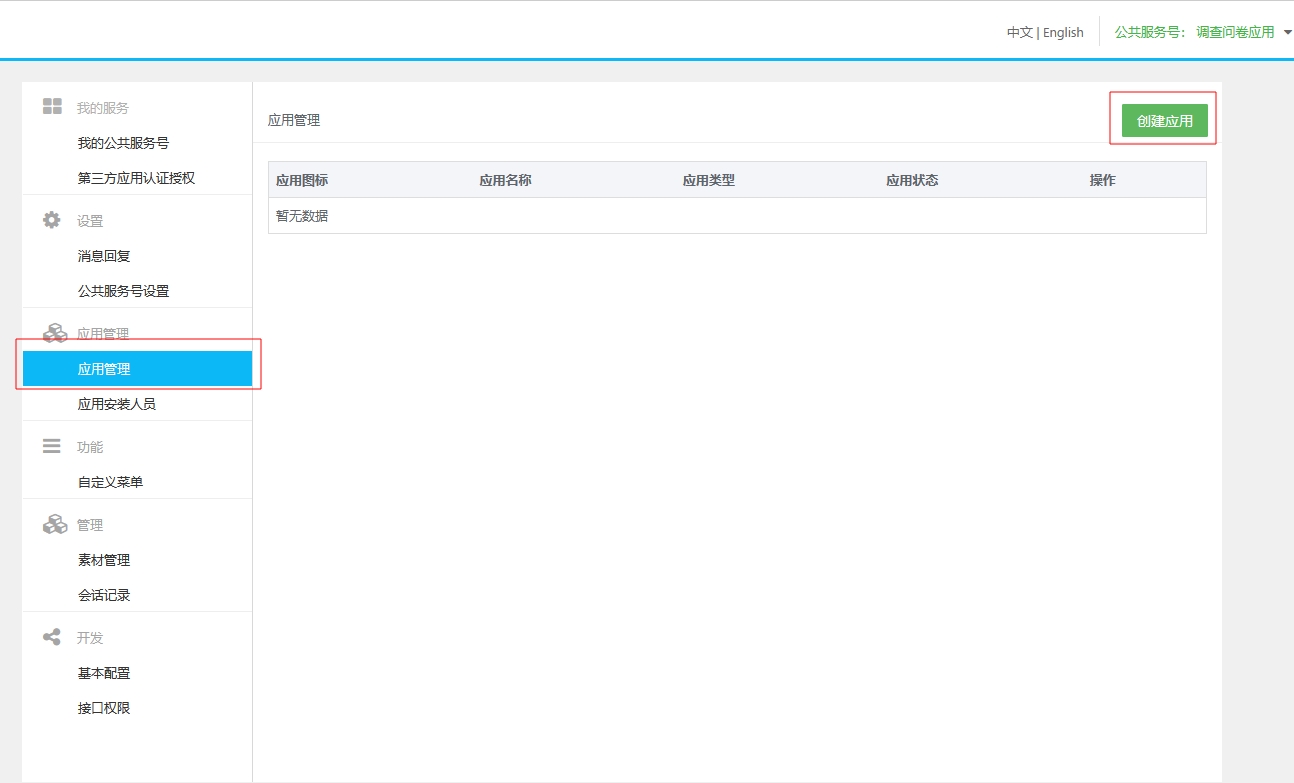 中文 | English 公共服务号： 调查问卷应用
我的服务
我的公共服务号
第三方应用认证授权
设置
消息回复
公共服务号设置
应用管理
应用管理
应用安装人员
功能
自定义菜单
管理
素材管理
会话记录
开发
基本配置
接口权限
应用管理 创建应用
应用图标 应用名称 应用类型 应用状态 操作
暂无数据